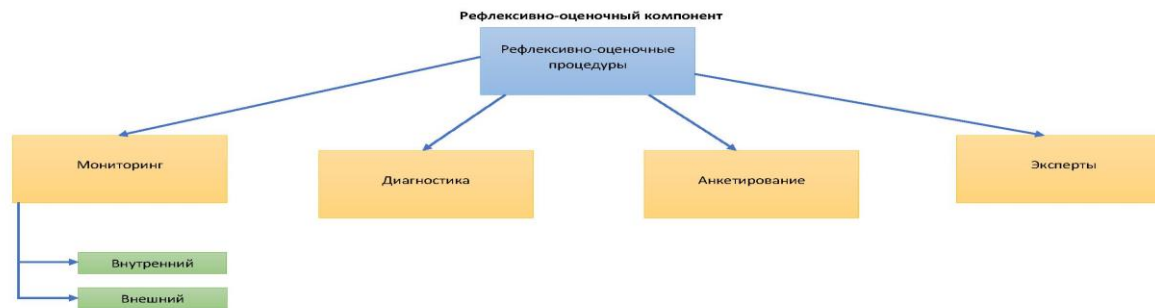 Рефлексивно-оценочный компонент
Рефлексивно-оценочные
процедуры
Мониторинг
Диагностика
Анкетирование
Эксперты
Внутренний
Внешний